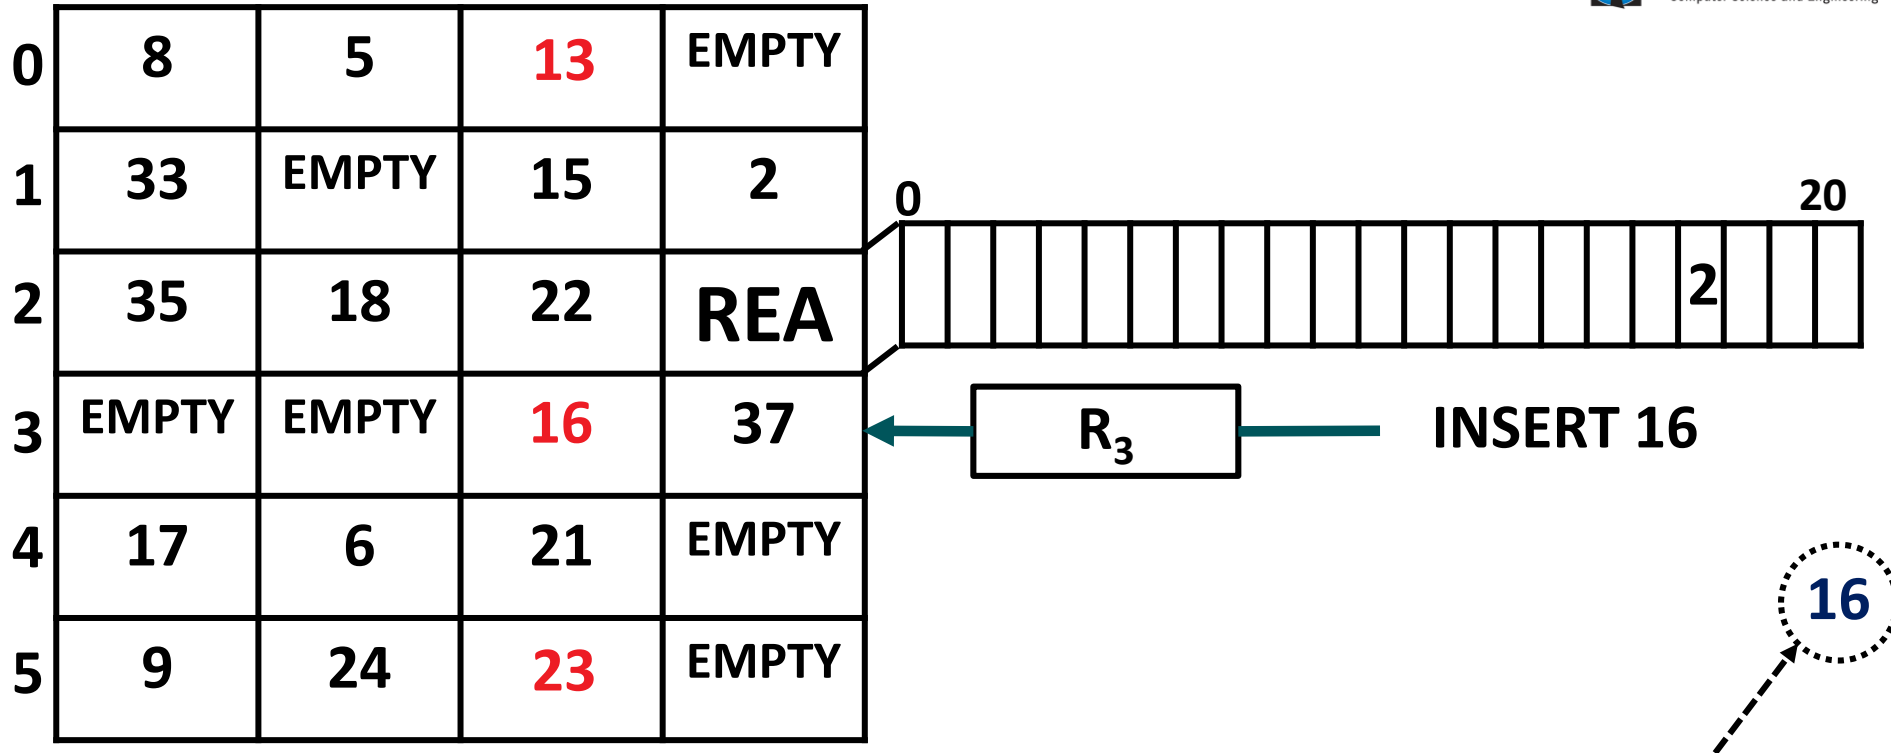 0 8 5 13 EMPTY
1 33 EMPTY 15 2
0 20
2 35 18 22 REA 2
3 EMPTY EMPTY 16 37 R3 INSERT 16
4 17 6 21 EMPTY
16
5 9 24 23 EMPTY